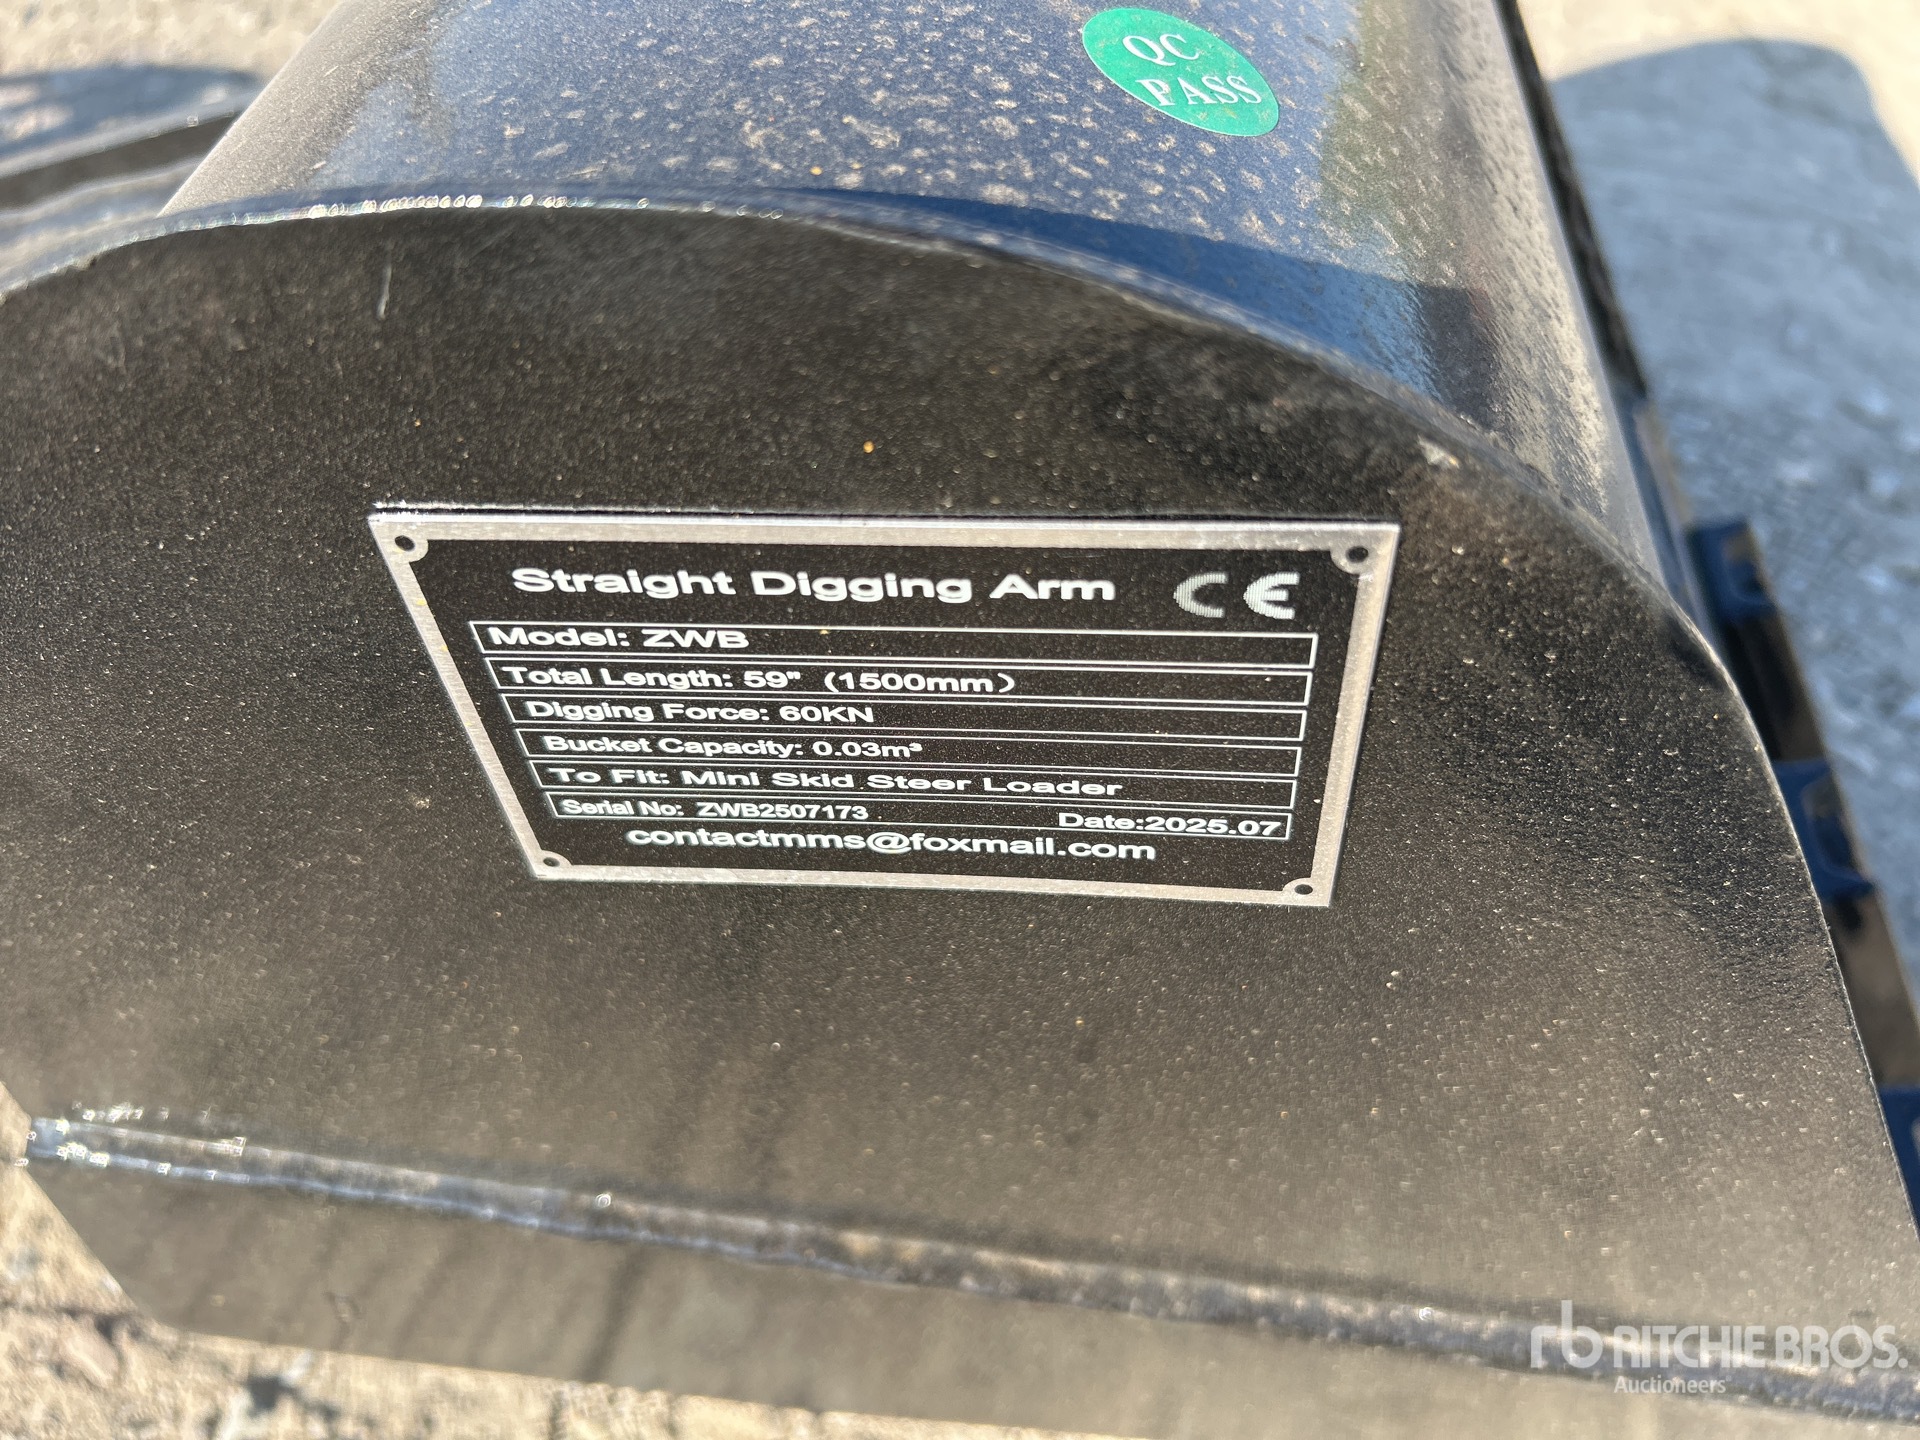 QC
PASS
Straight Digging Arm CE
Model: ZWB
Total Length: 59" (1500mm)
Digging Force: 60KN
Bucket Capacity: 0.03m³
To Fit: Mini Skid Steer Loader
Serial No: ZWB2507173 Date:2025.07
contactmms@foxmail.com
rb RITCHIE BROS.
Auctioneers